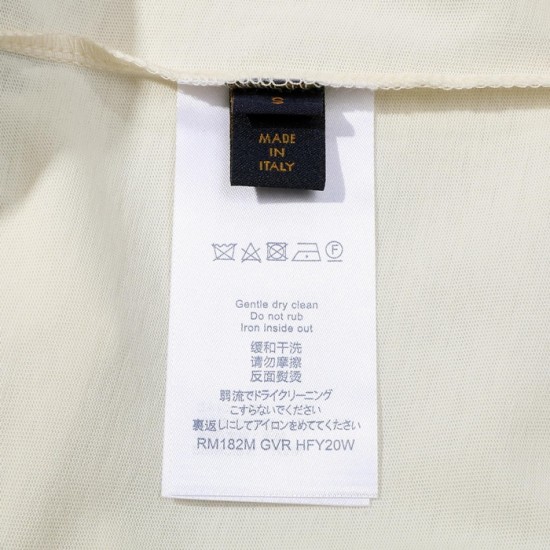 S
MADE
IN
ITALY
F
Gentle dry clean
Do not rub
Iron inside out
缓和干洗
请勿摩擦
反面熨烫
弱流でドライクリーニング
こすらないでください
裏返しにしてアイロンをめててください
RM182M GVR HFY20W